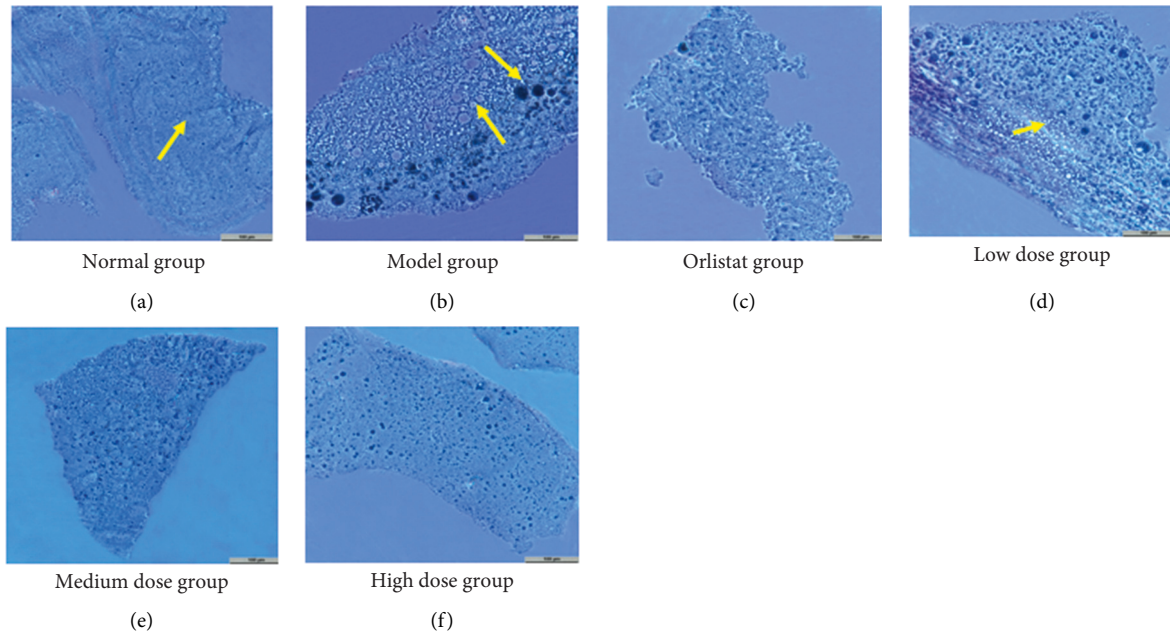 Normal group
Model group
Orlistat group
Low dose group
(a)
(b)
(c)
(d)
Medium dose group
High dose group
(e)
(f)